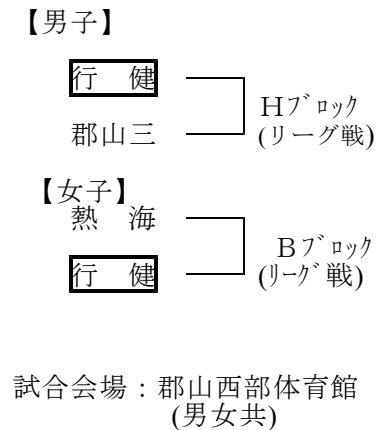 【男子】
行　健
郡山三
Hﾌﾞﾛｯｸ
(リーグ戦)
【女子】
熱　海
行　健
Bﾌﾞﾛｯｸ
(ﾘｰｸﾞ戦)
試合会場：郡山西部体育館
(男女共)